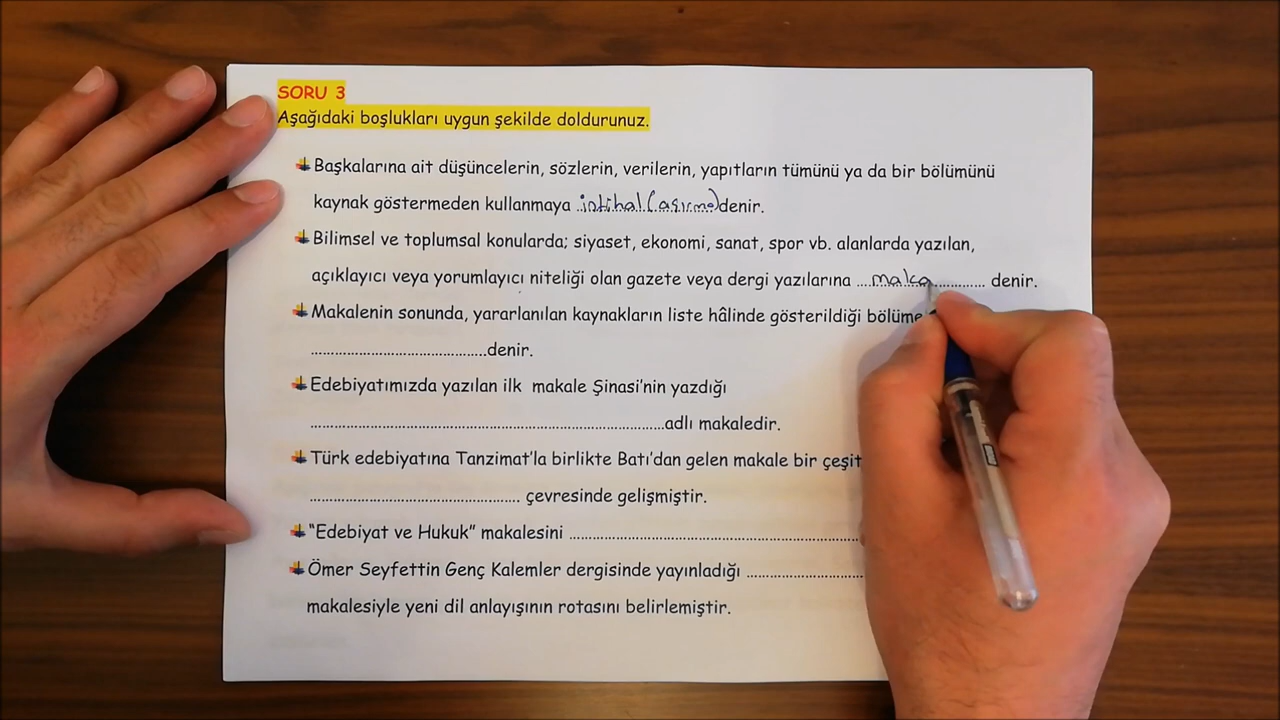 SORU 3
Aşağıdaki boşlukları uygun şekilde doldurunuz.
Başkalarına ait düşüncelerin, sözlerin, verilerin, yapıtların tümünü ya da bir bölümünü
kaynak göstermeden kullanmaya intihal (aşırma) denir.
Bilimsel ve toplumsal konularda; siyaset, ekonomi, sanat, spor vb. alanlarda yazılan,
açıklayıcı veya yorumlayıcı niteliği olan gazete veya dergi yazılarına ....maka............ denir.
Makalenin sonunda, yararlanılan kaynakların liste hâlinde gösterildiği bölüme
................................................denir.
Edebiyatımızda yazılan ilk makale Şinasi’nin yazdığı
................................................................................................adlı makaledir.
Türk edebiyatına Tanzimat’la birlikte Batı’dan gelen makale bir çeşit
......................................................... çevresinde gelişmiştir.
“Edebiyat ve Hukuk” makalesini ...............................................................................
Ömer Seyfettin Genç Kalemler dergisinde yayınladığı ................................
makalesiyle yeni dil anlayışının rotasını belirlemiştir.